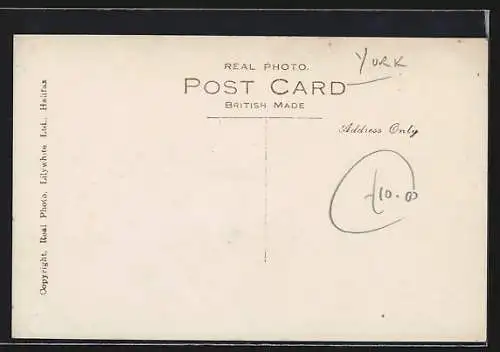 YORK
REAL PHOTO.
POST CARD
BRITISH MADE
Address Only
£10.00
Copyright, Real Photo, Lilywhite Ltd., Halifax